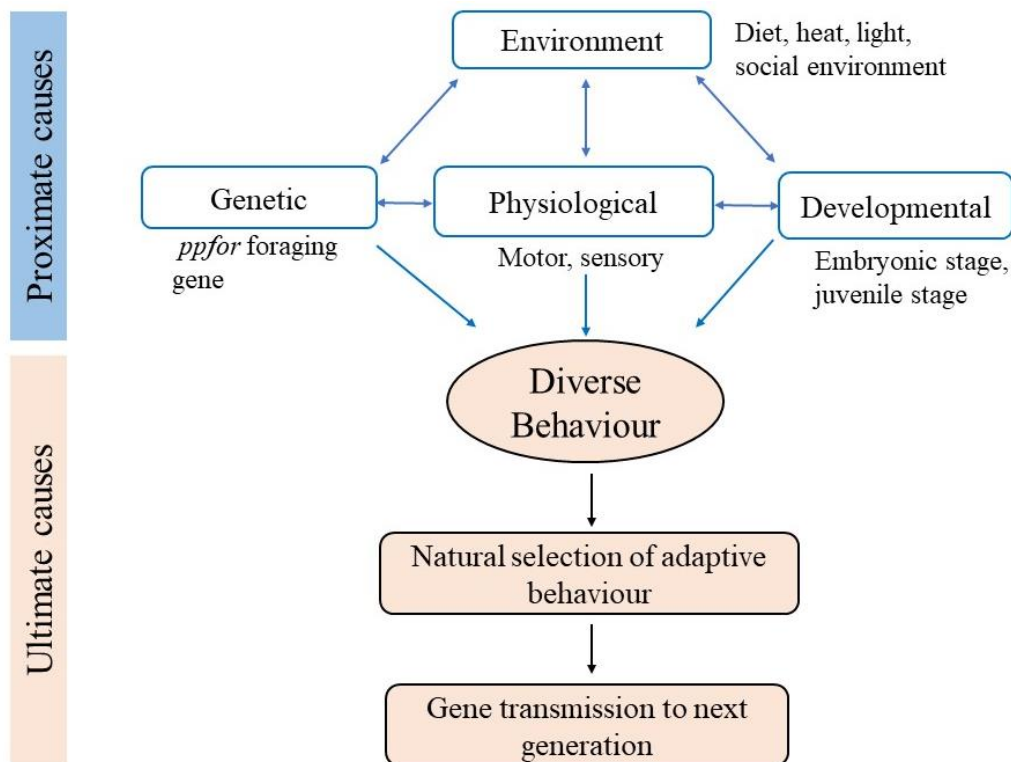 Proximate causes
Environment
Diet, heat, light,
social environment
Genetic
Physiological
Developmental
ppfor foraging
gene
Motor, sensory
Embryonic stage,
juvenile stage
Ultimate causes
Diverse
Behaviour
Natural selection of adaptive
behaviour
Gene transmission to next
generation